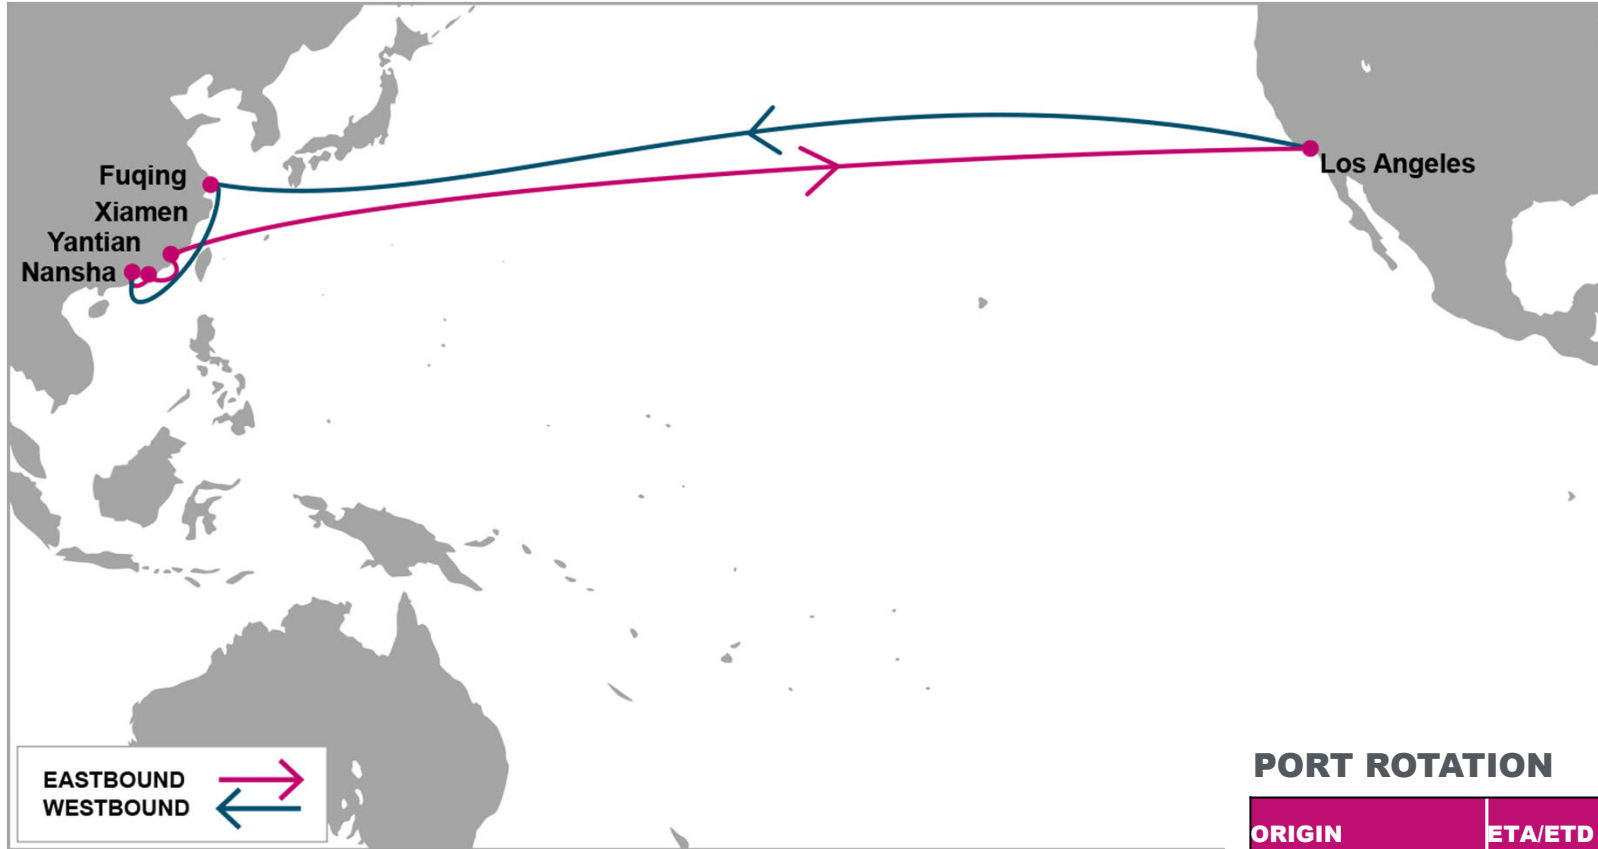 Fuqing
Xiamen
Yantian
Nansha
Los Angeles
EASTBOUND
WESTBOUND
PORT ROTATION
ORIGIN ETA/ETD